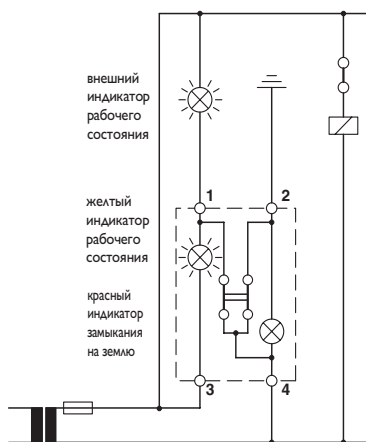 внешний
индикатор
рабочего
состояния
1
2
желтый
индикатор
рабочего
состояния
красный
индикатор
замыкания
на землю
3
4